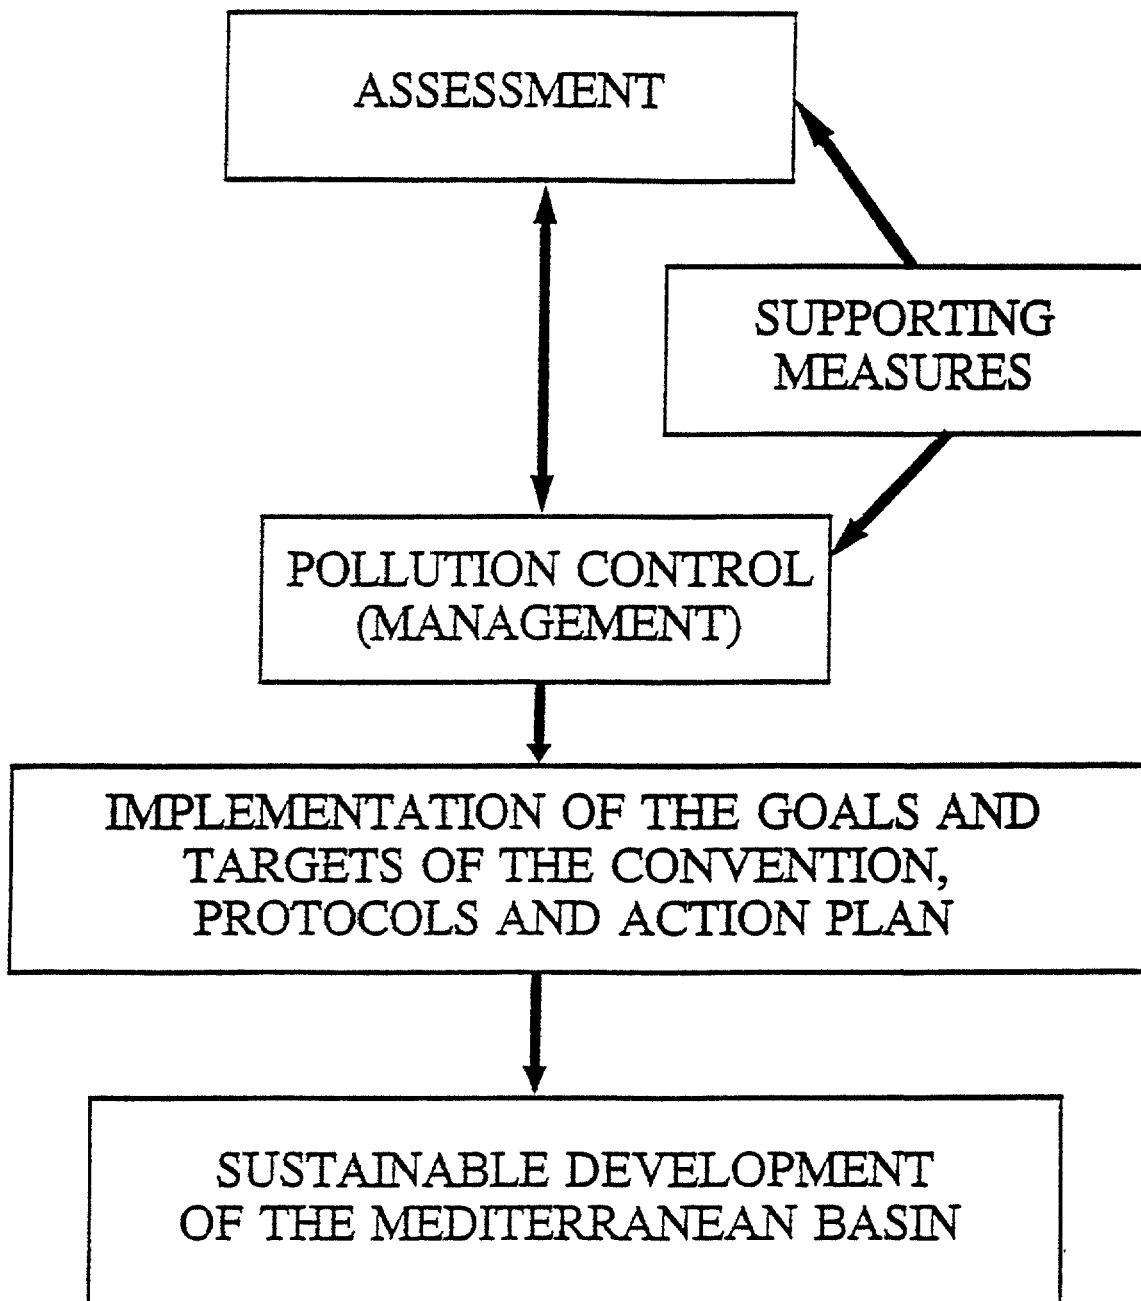 ASSESSMENT
SUPPORTING
MEASURES
POLLUTION CONTROL
(MANAGEMENT)
IMPLEMENTATION OF THE GOALS AND
TARGETS OF THE CONVENTION,
PROTOCOLS AND ACTION PLAN
SUSTAINABLE DEVELOPMENT
OF THE MEDITERRANEAN BASIN